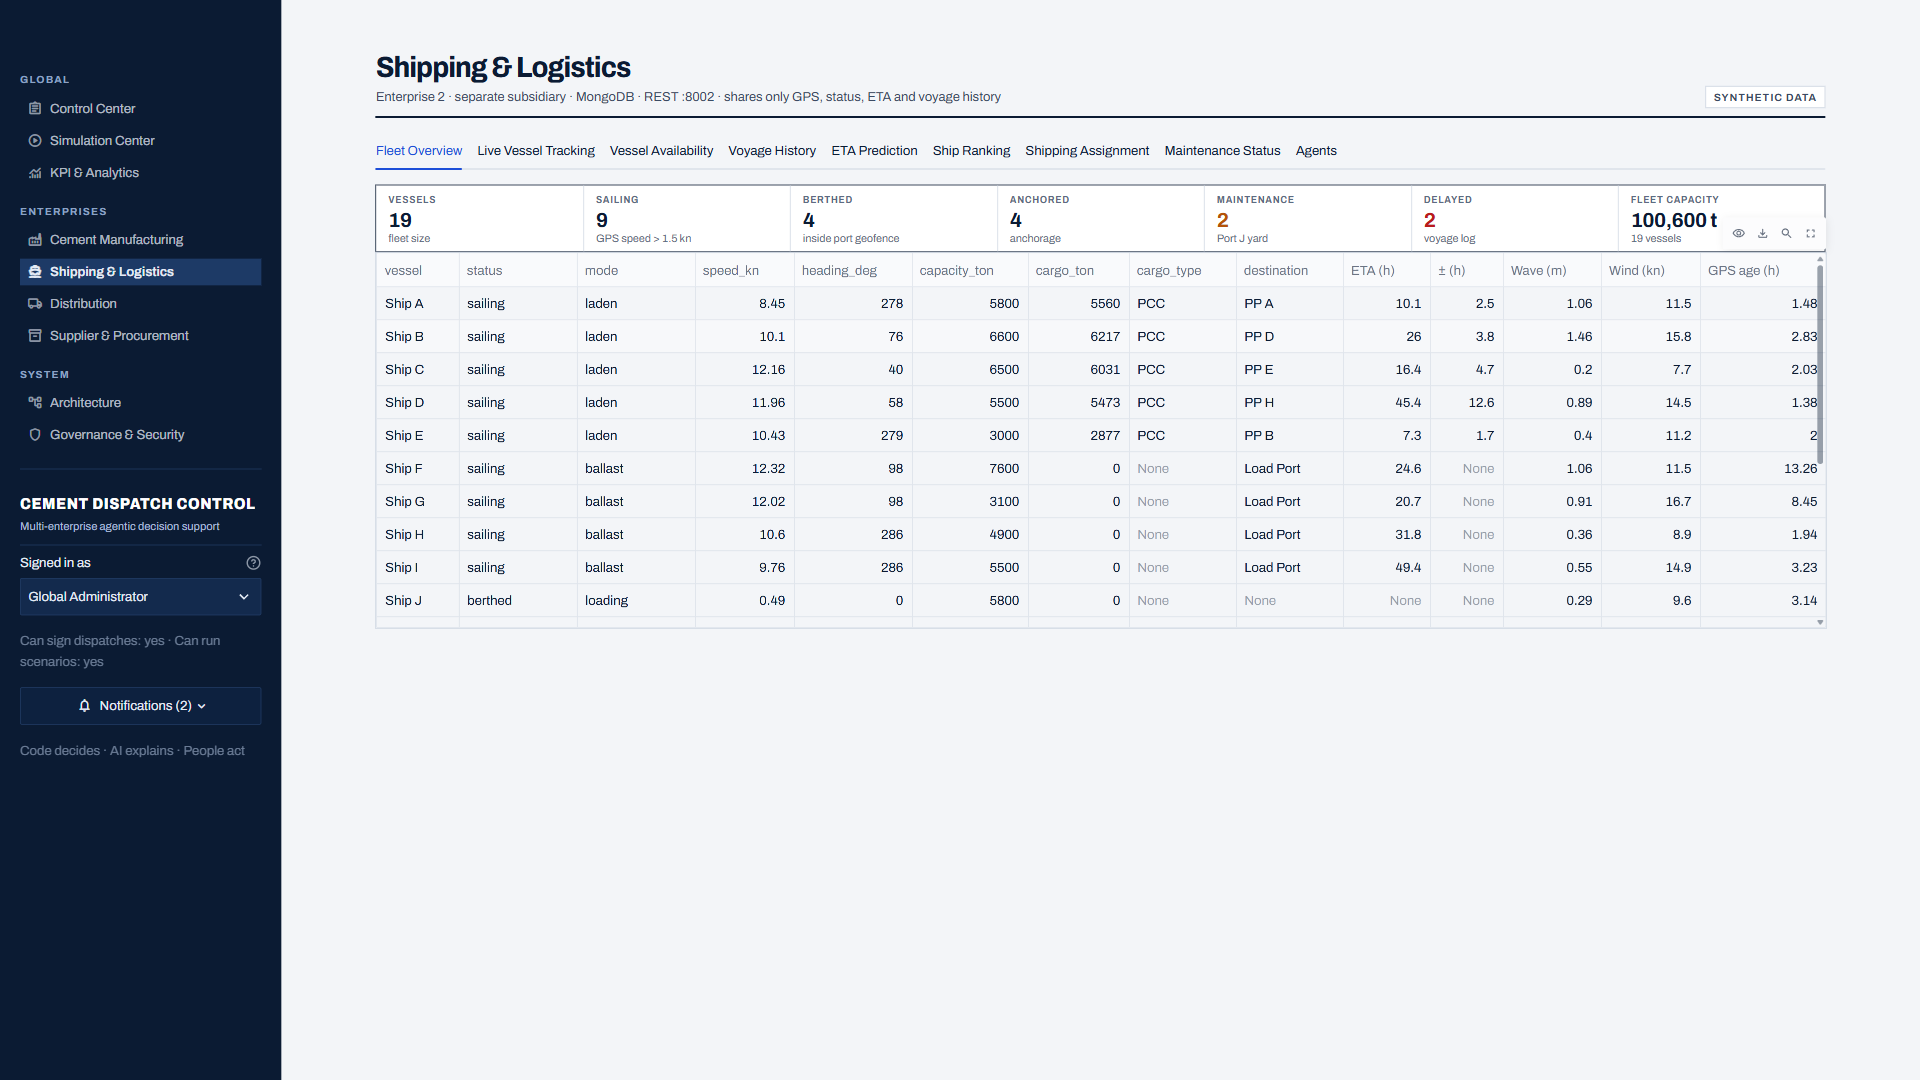 GLOBAL
Control Center
Simulation Center
KPI & Analytics
ENTERPRISES
Cement Manufacturing
Shipping & Logistics
Distribution
Supplier & Procurement
SYSTEM
Architecture
Governance & Security
CEMENT DISPATCH CONTROL
Multi-enterprise agentic decision support
Signed in as
Global Administrator
Can sign dispatches: yes · Can run
scenarios: yes
Notifications (2)
Code decides · AI explains · People act
Shipping & Logistics
Enterprise 2 · separate subsidiary · MongoDB · REST :8002 · shares only GPS, status, ETA and voyage history
SYNTHETIC DATA
Fleet Overview Live Vessel Tracking Vessel Availability Voyage History ETA Prediction Ship Ranking Shipping Assignment Maintenance Status Agents
VESSELS SAILING BERTHED ANCHORED MAINTENANCE DELAYED FLEET CAPACITY
19 9 4 4 2 2 100,600 t
fleet size GPS speed > 1.5 kn inside port geofence anchorage Port J yard voyage log 19 vessels
vessel status mode speed_kn heading_deg capacity_ton cargo_ton cargo_type destination ETA (h) ± (h) Wave (m) Wind (kn) GPS age (h)
Ship A sailing laden 8.45 278 5800 5560 PCC PP A 10.1 2.5 1.06 11.5 1.48
Ship B sailing laden 10.1 76 6600 6217 PCC PP D 26 3.8 1.46 15.8 2.83
Ship C sailing laden 12.16 40 6500 6031 PCC PP E 16.4 4.7 0.2 7.7 2.03
Ship D sailing laden 11.96 58 5500 5473 PCC PP H 45.4 12.6 0.89 14.5 1.38
Ship E sailing laden 10.43 279 3000 2877 PCC PP B 7.3 1.7 0.4 11.2 2
Ship F sailing ballast 12.32 98 7600 0 None Load Port 24.6 None 1.06 11.5 13.26
Ship G sailing ballast 12.02 98 3100 0 None Load Port 20.7 None 0.91 16.7 8.45
Ship H sailing ballast 10.6 286 4900 0 None Load Port 31.8 None 0.36 8.9 1.94
Ship I sailing ballast 9.76 286 5500 0 None Load Port 49.4 None 0.55 14.9 3.23
Ship J berthed loading 0.49 0 5800 0 None None None None 0.29 9.6 3.14